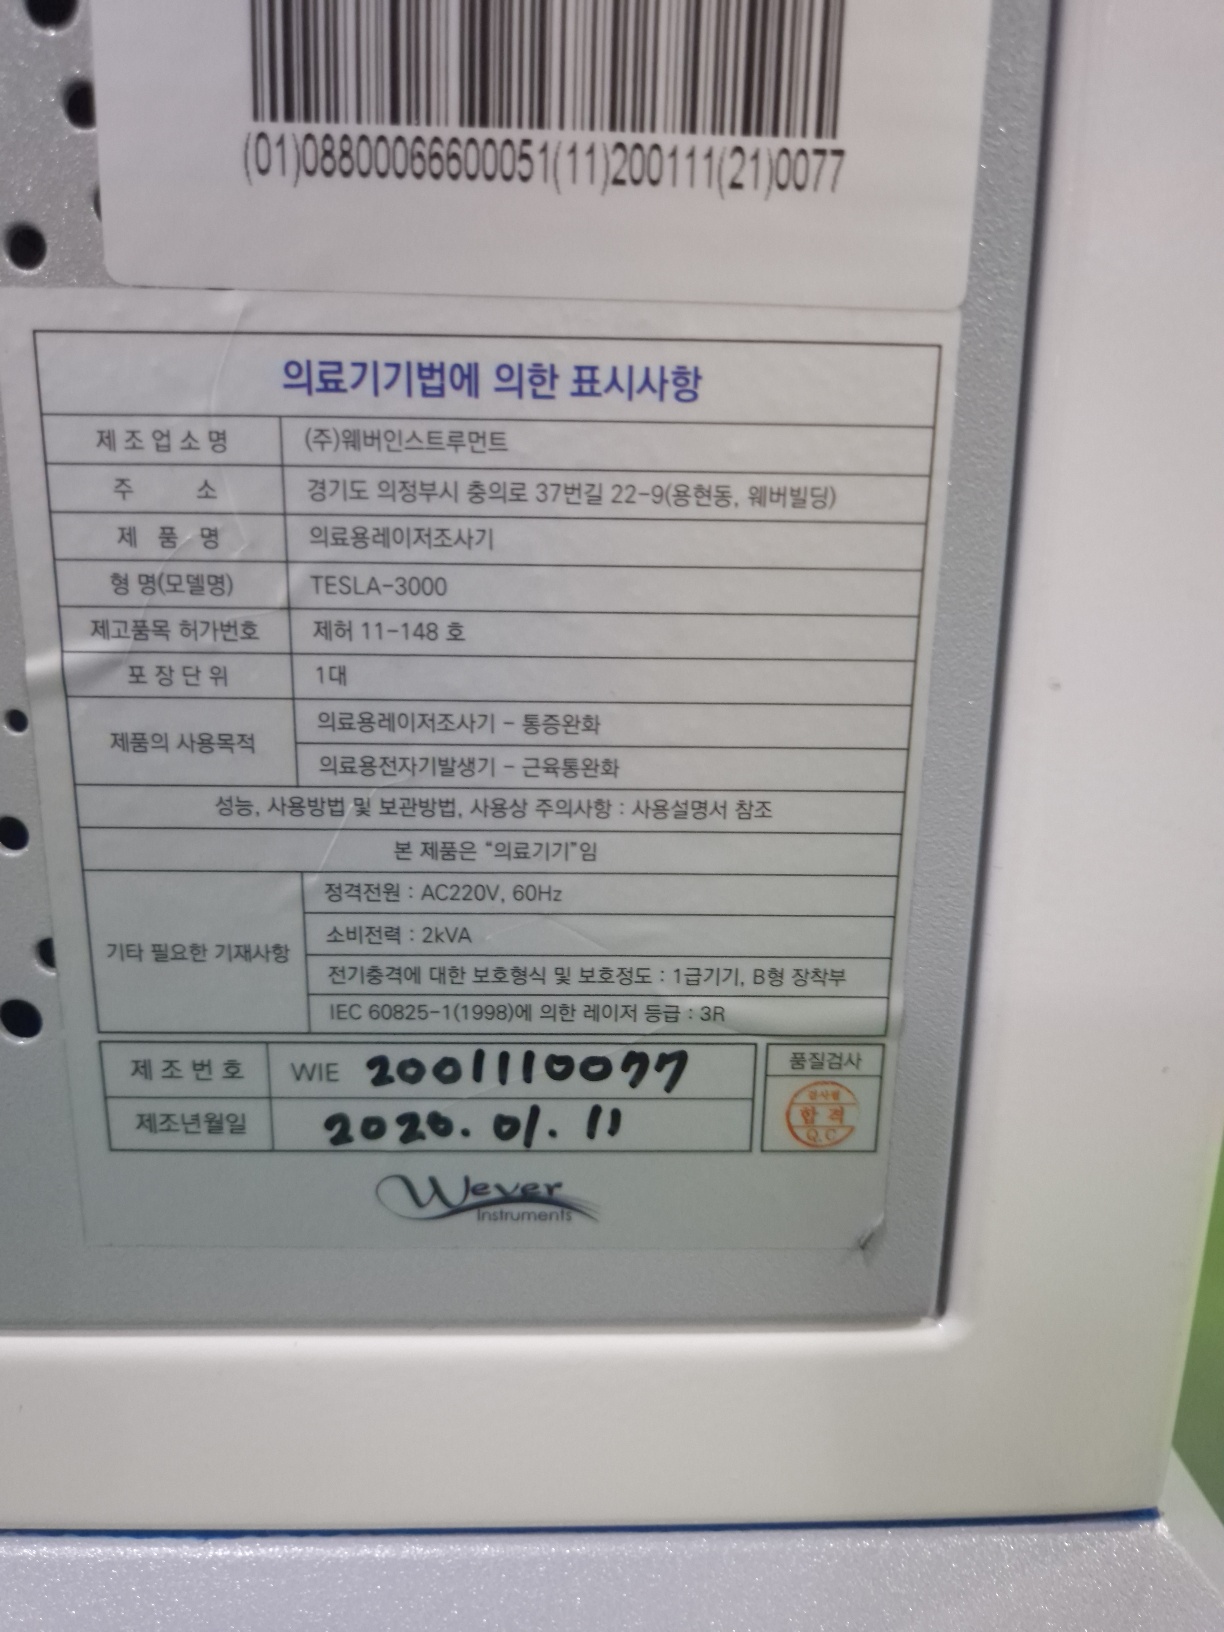 (01)08800066600051(11)200111(21)0077
의료기기법에 의한 표시사항
제 조 업 소 명 (주)웨버인스트루먼트
주 소 경기도 의정부시 충의로 37번길 22-9(용현동, 웨버빌딩)
제 품 명 의료용레이저조사기
형 명(모델명) TESLA-3000
제고품목 허가번호 제허 11-148 호
포 장 단 위 1대
제품의 사용목적 의료용레이저조사기 - 통증완화
의료용전자기발생기 - 근육통완화
성능, 사용방법 및 보관방법, 사용상 주의사항 : 사용설명서 참조
본 제품은 "의료기기"임
기타 필요한 기재사항 정격전원 : AC220V, 60Hz
소비전력 : 2kVA
전기충격에 대한 보호형식 및 보호정도 : 1급기기, B형 장착부
IEC 60825-1(1998)에 의한 레이저 등급 : 3R
제 조 번 호 WIE 2001110077
제조년월일 2020. 01. 11
품질검사
검사필
합 격
Q.C
Wever
Instruments